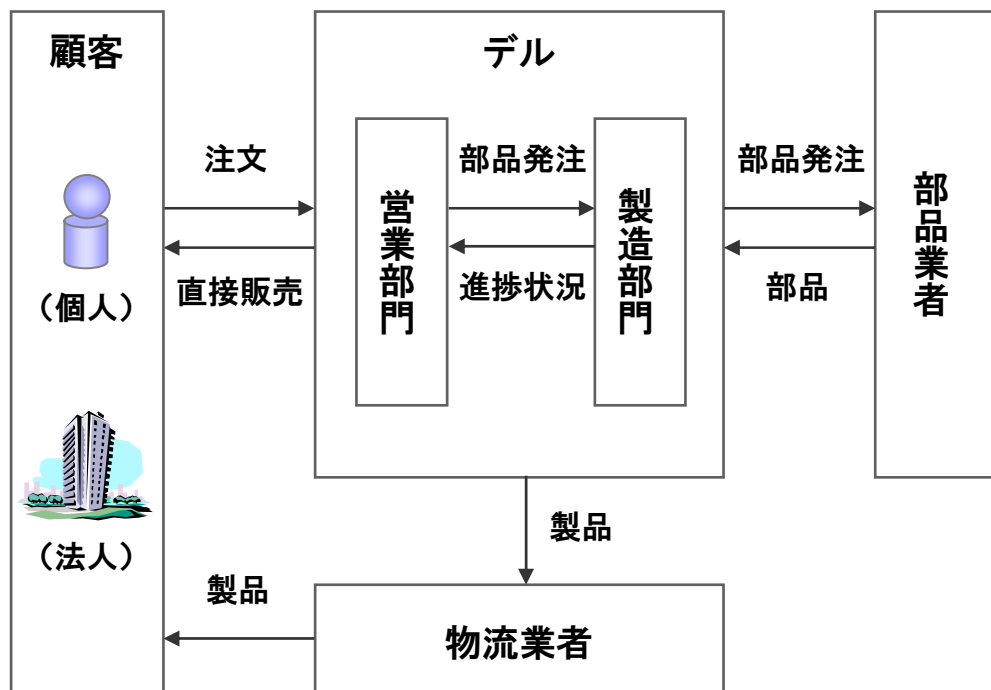 顧客
デル
注文
部品発注
部品発注
営業部門
製造部門
部品業者
直接販売
進捗状況
部品
（個人）
（法人）
製品
製品
物流業者